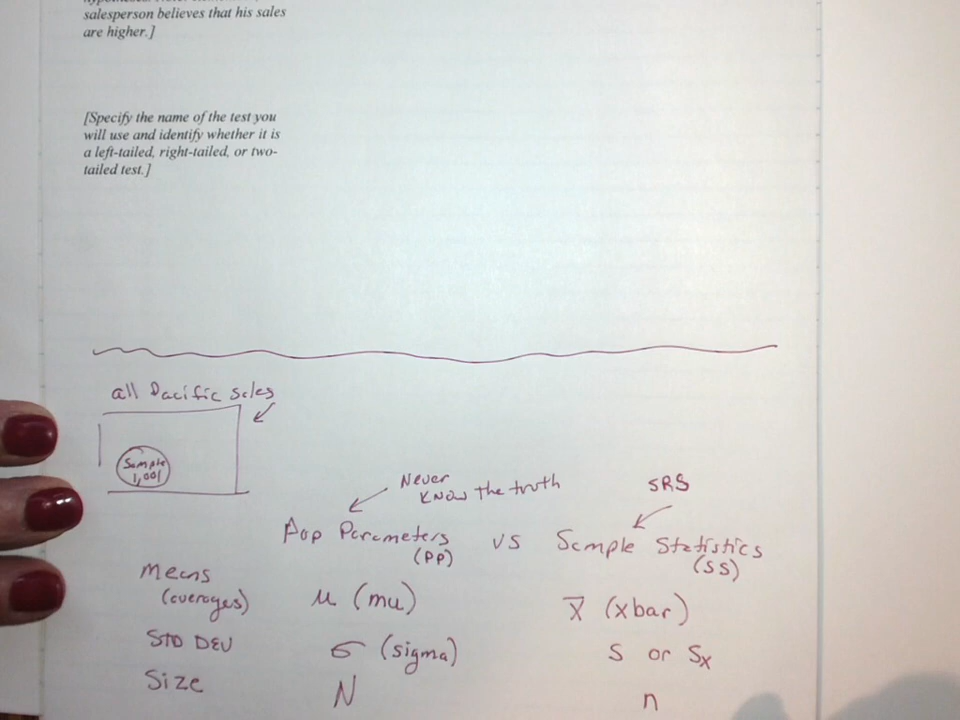 salesperson believes that his sales
are higher.]
[Specify the name of the test you
will use and identify whether it is
a left-tailed, right-tailed, or two-
tailed test.]
all Pacific sales
Sample
1,001
Never
know the truth
SRS
Pop Parameters vs Sample Statistics
(PP) (SS)
Means
(averages) μ (mu) x̅ (xbar)
STD DEV σ (sigma) s or Sx
Size N n